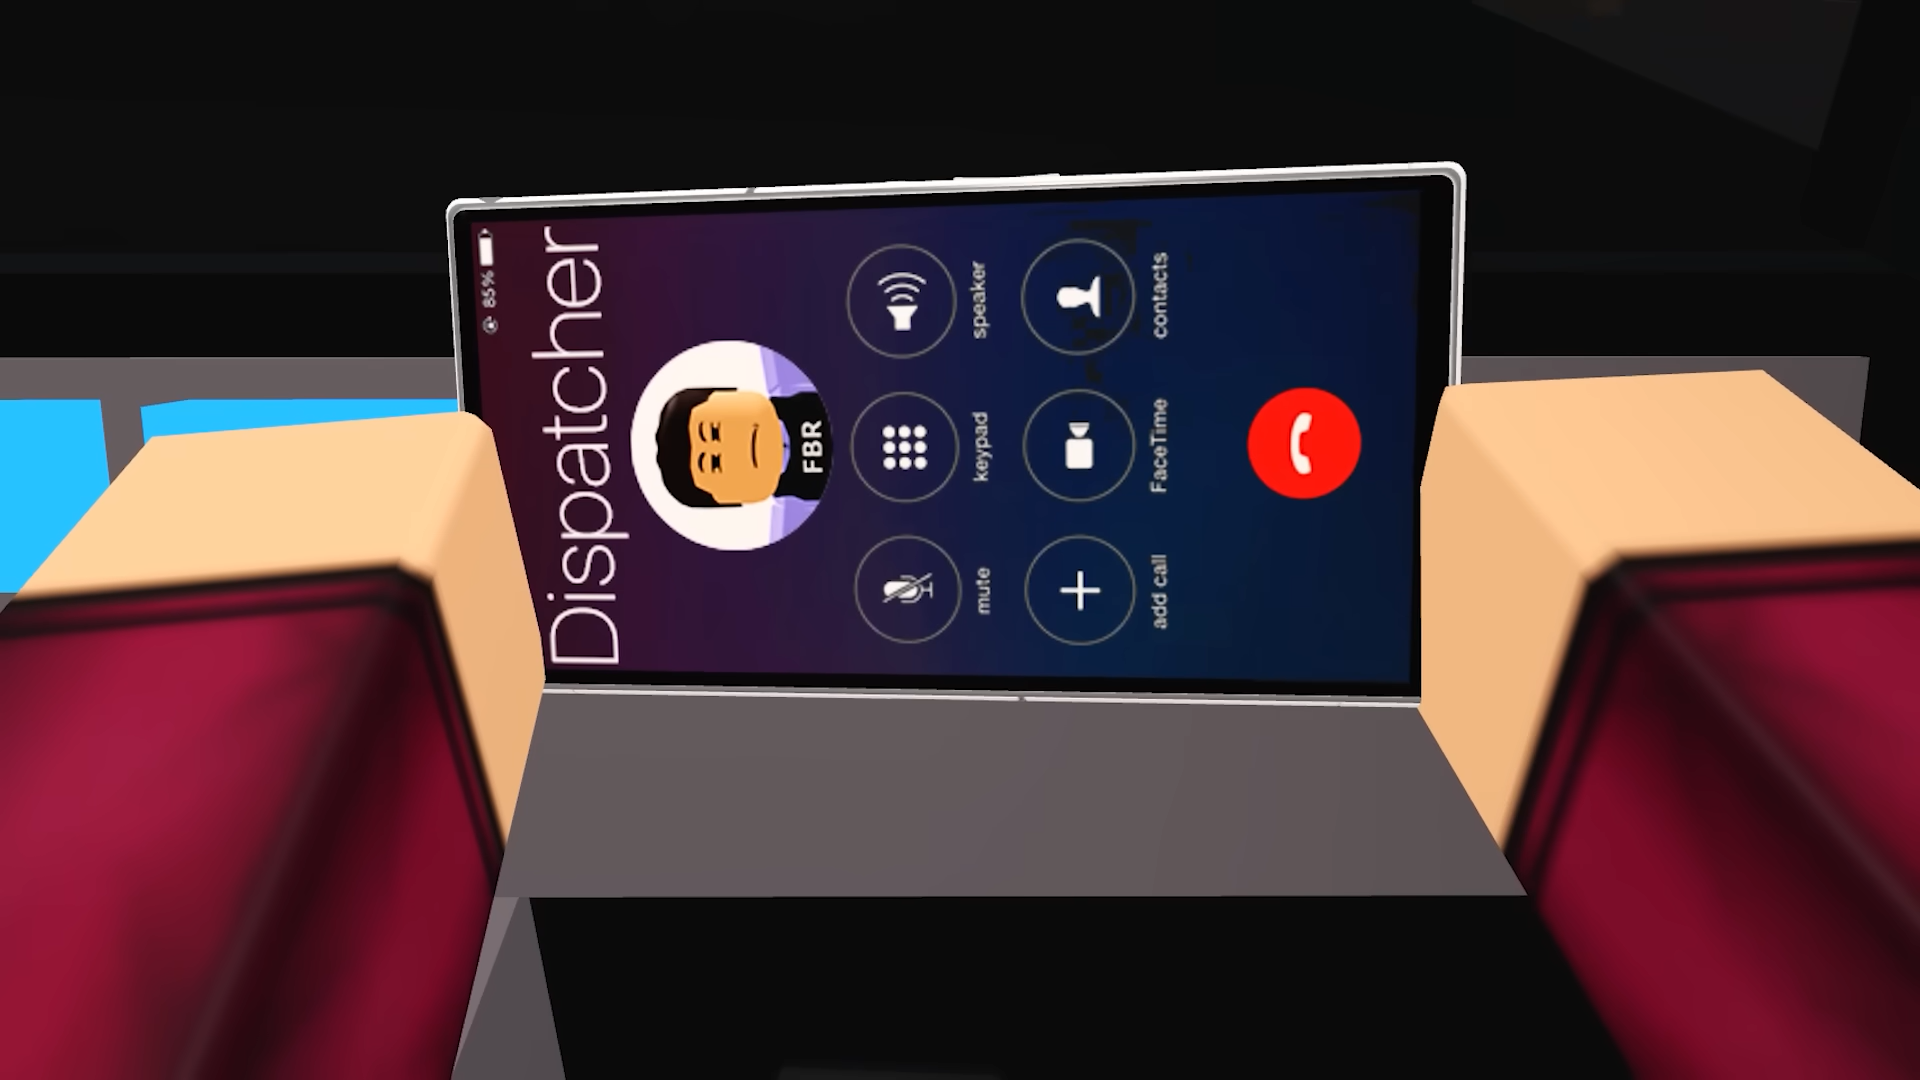 85%
Dispatcher
FBR
mute
keypad
speaker
add call
FaceTime
contacts